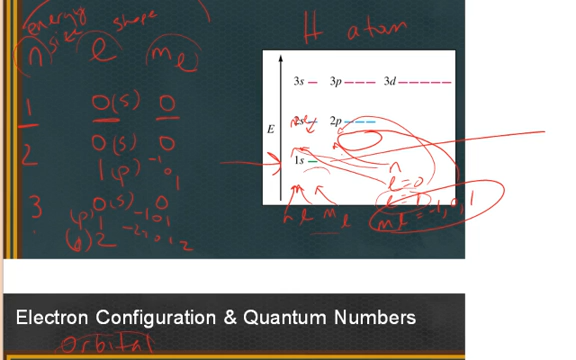 energy
size shape
n l ml
H atom
3s 3p 3d
1 0(s) 0
2s 2p
E
2 0(s) 0
1(p) -1 0 1
1s
n
l=0
l=1
ml = -1, 0, 1
3 0(s) 0
(p) 1 -1 0 1
2 -2 -1 0 1 2
ml
Electron Configuration & Quantum Numbers
Orbital